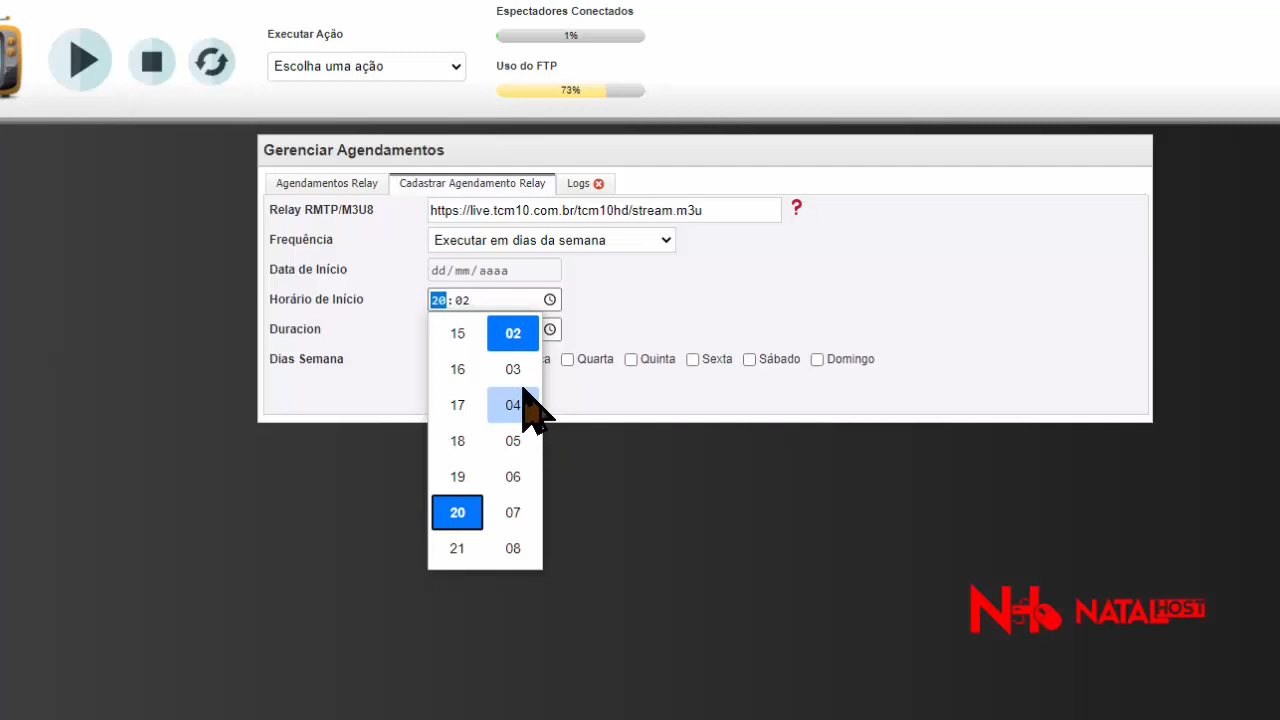 Espectadores Conectados
1%
Executar Ação
Escolha uma ação
Uso do FTP
73%
Gerenciar Agendamentos
Agendamentos Relay
Cadastrar Agendamento Relay
Logs
Relay RMTP/M3U8
https://live.tcm10.com.br/tcm10hd/stream.m3u
?
Frequência
Executar em dias da semana
Data de Início
dd/mm/aaaa
Horário de Início
20:02
Duracion
Dias Semana
Quarta
Quinta
Sexta
Sábado
Domingo
15 02
16 03
17 04
18 05
19 06
20 07
21 08
NATAL HOST